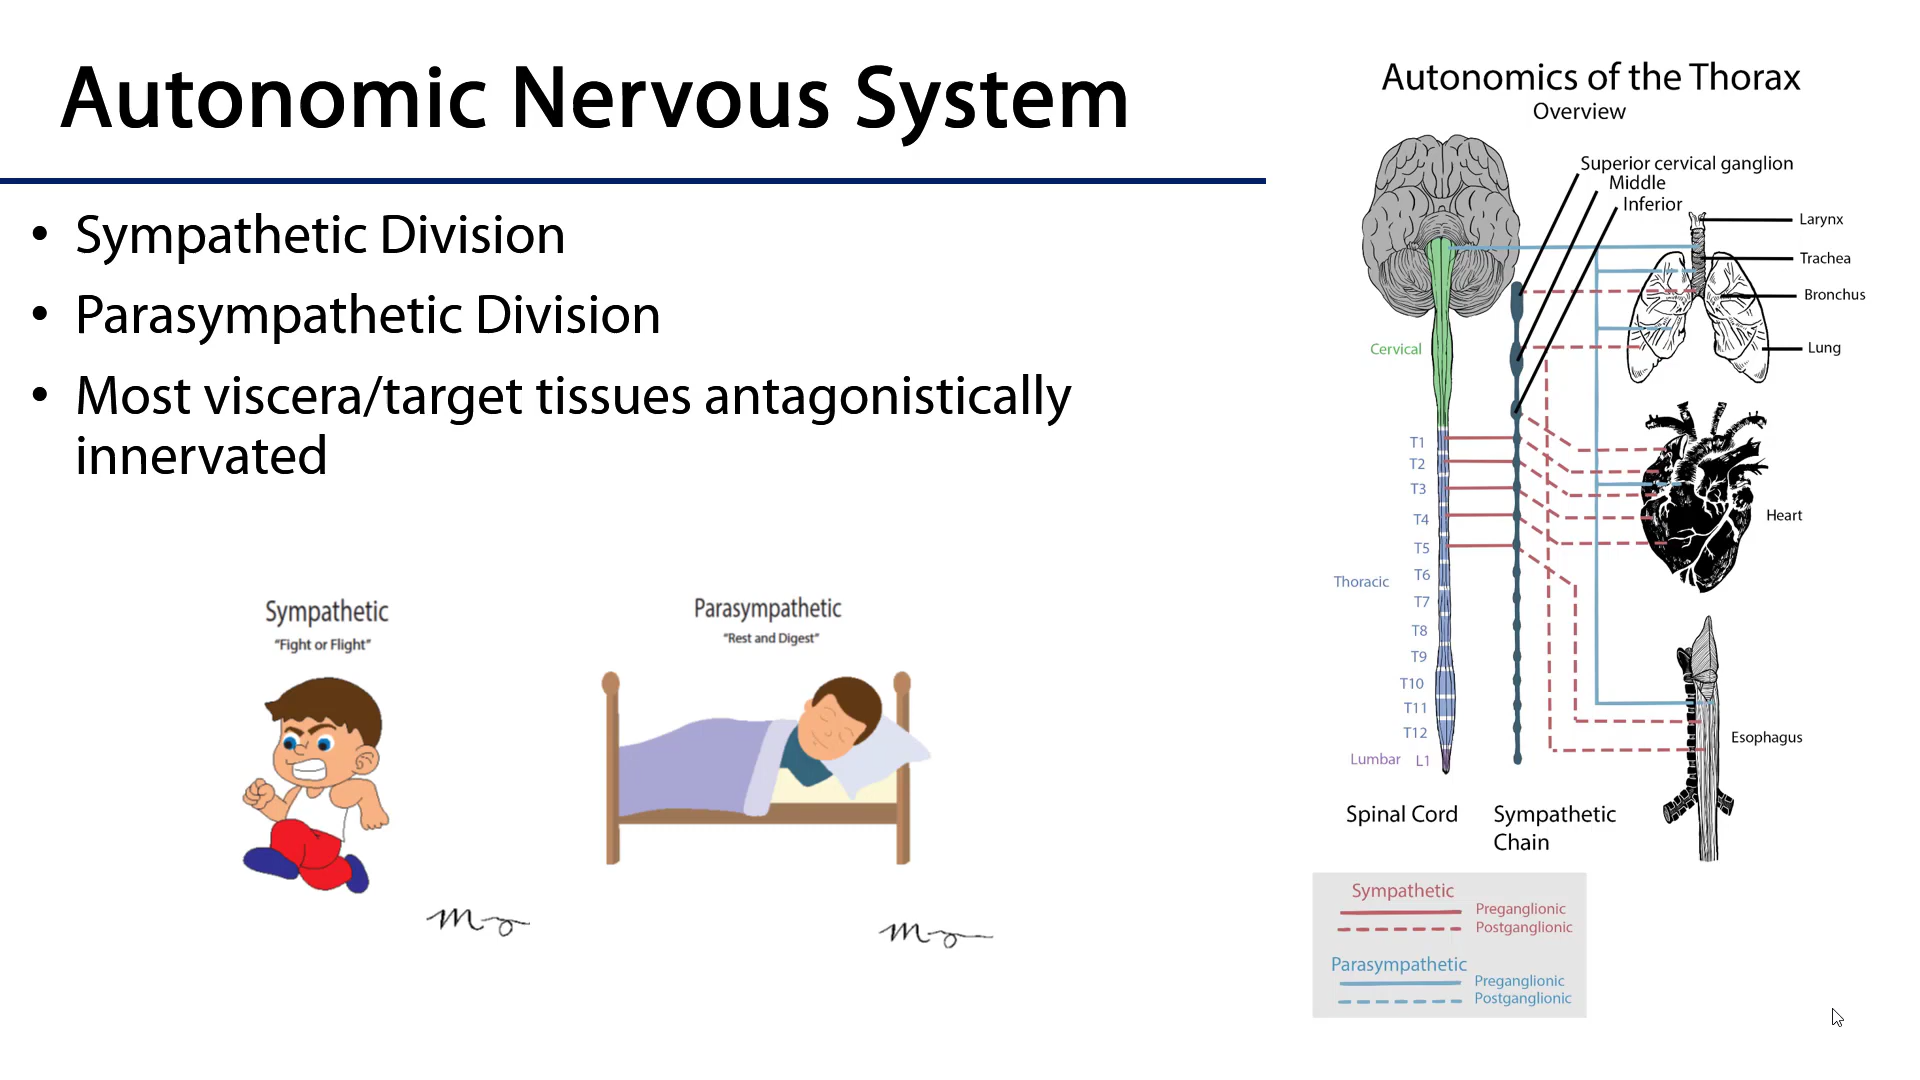 Autonomic Nervous System
• Sympathetic Division
• Parasympathetic Division
• Most viscera/target tissues antagonistically
innervated
Sympathetic
"Fight or Flight"
Parasympathetic
"Rest and Digest"
Autonomics of the Thorax
Overview
Superior cervical ganglion
Middle
Inferior
Larynx
Trachea
Bronchus
Lung
Cervical
T1
T2
T3
T4
Heart
T5
T6
Thoracic
T7
T8
T9
T10
T11
T12
Esophagus
Lumbar L1
Spinal Cord
Sympathetic
Chain
Sympathetic
Preganglionic
Postganglionic
Parasympathetic
Preganglionic
Postganglionic